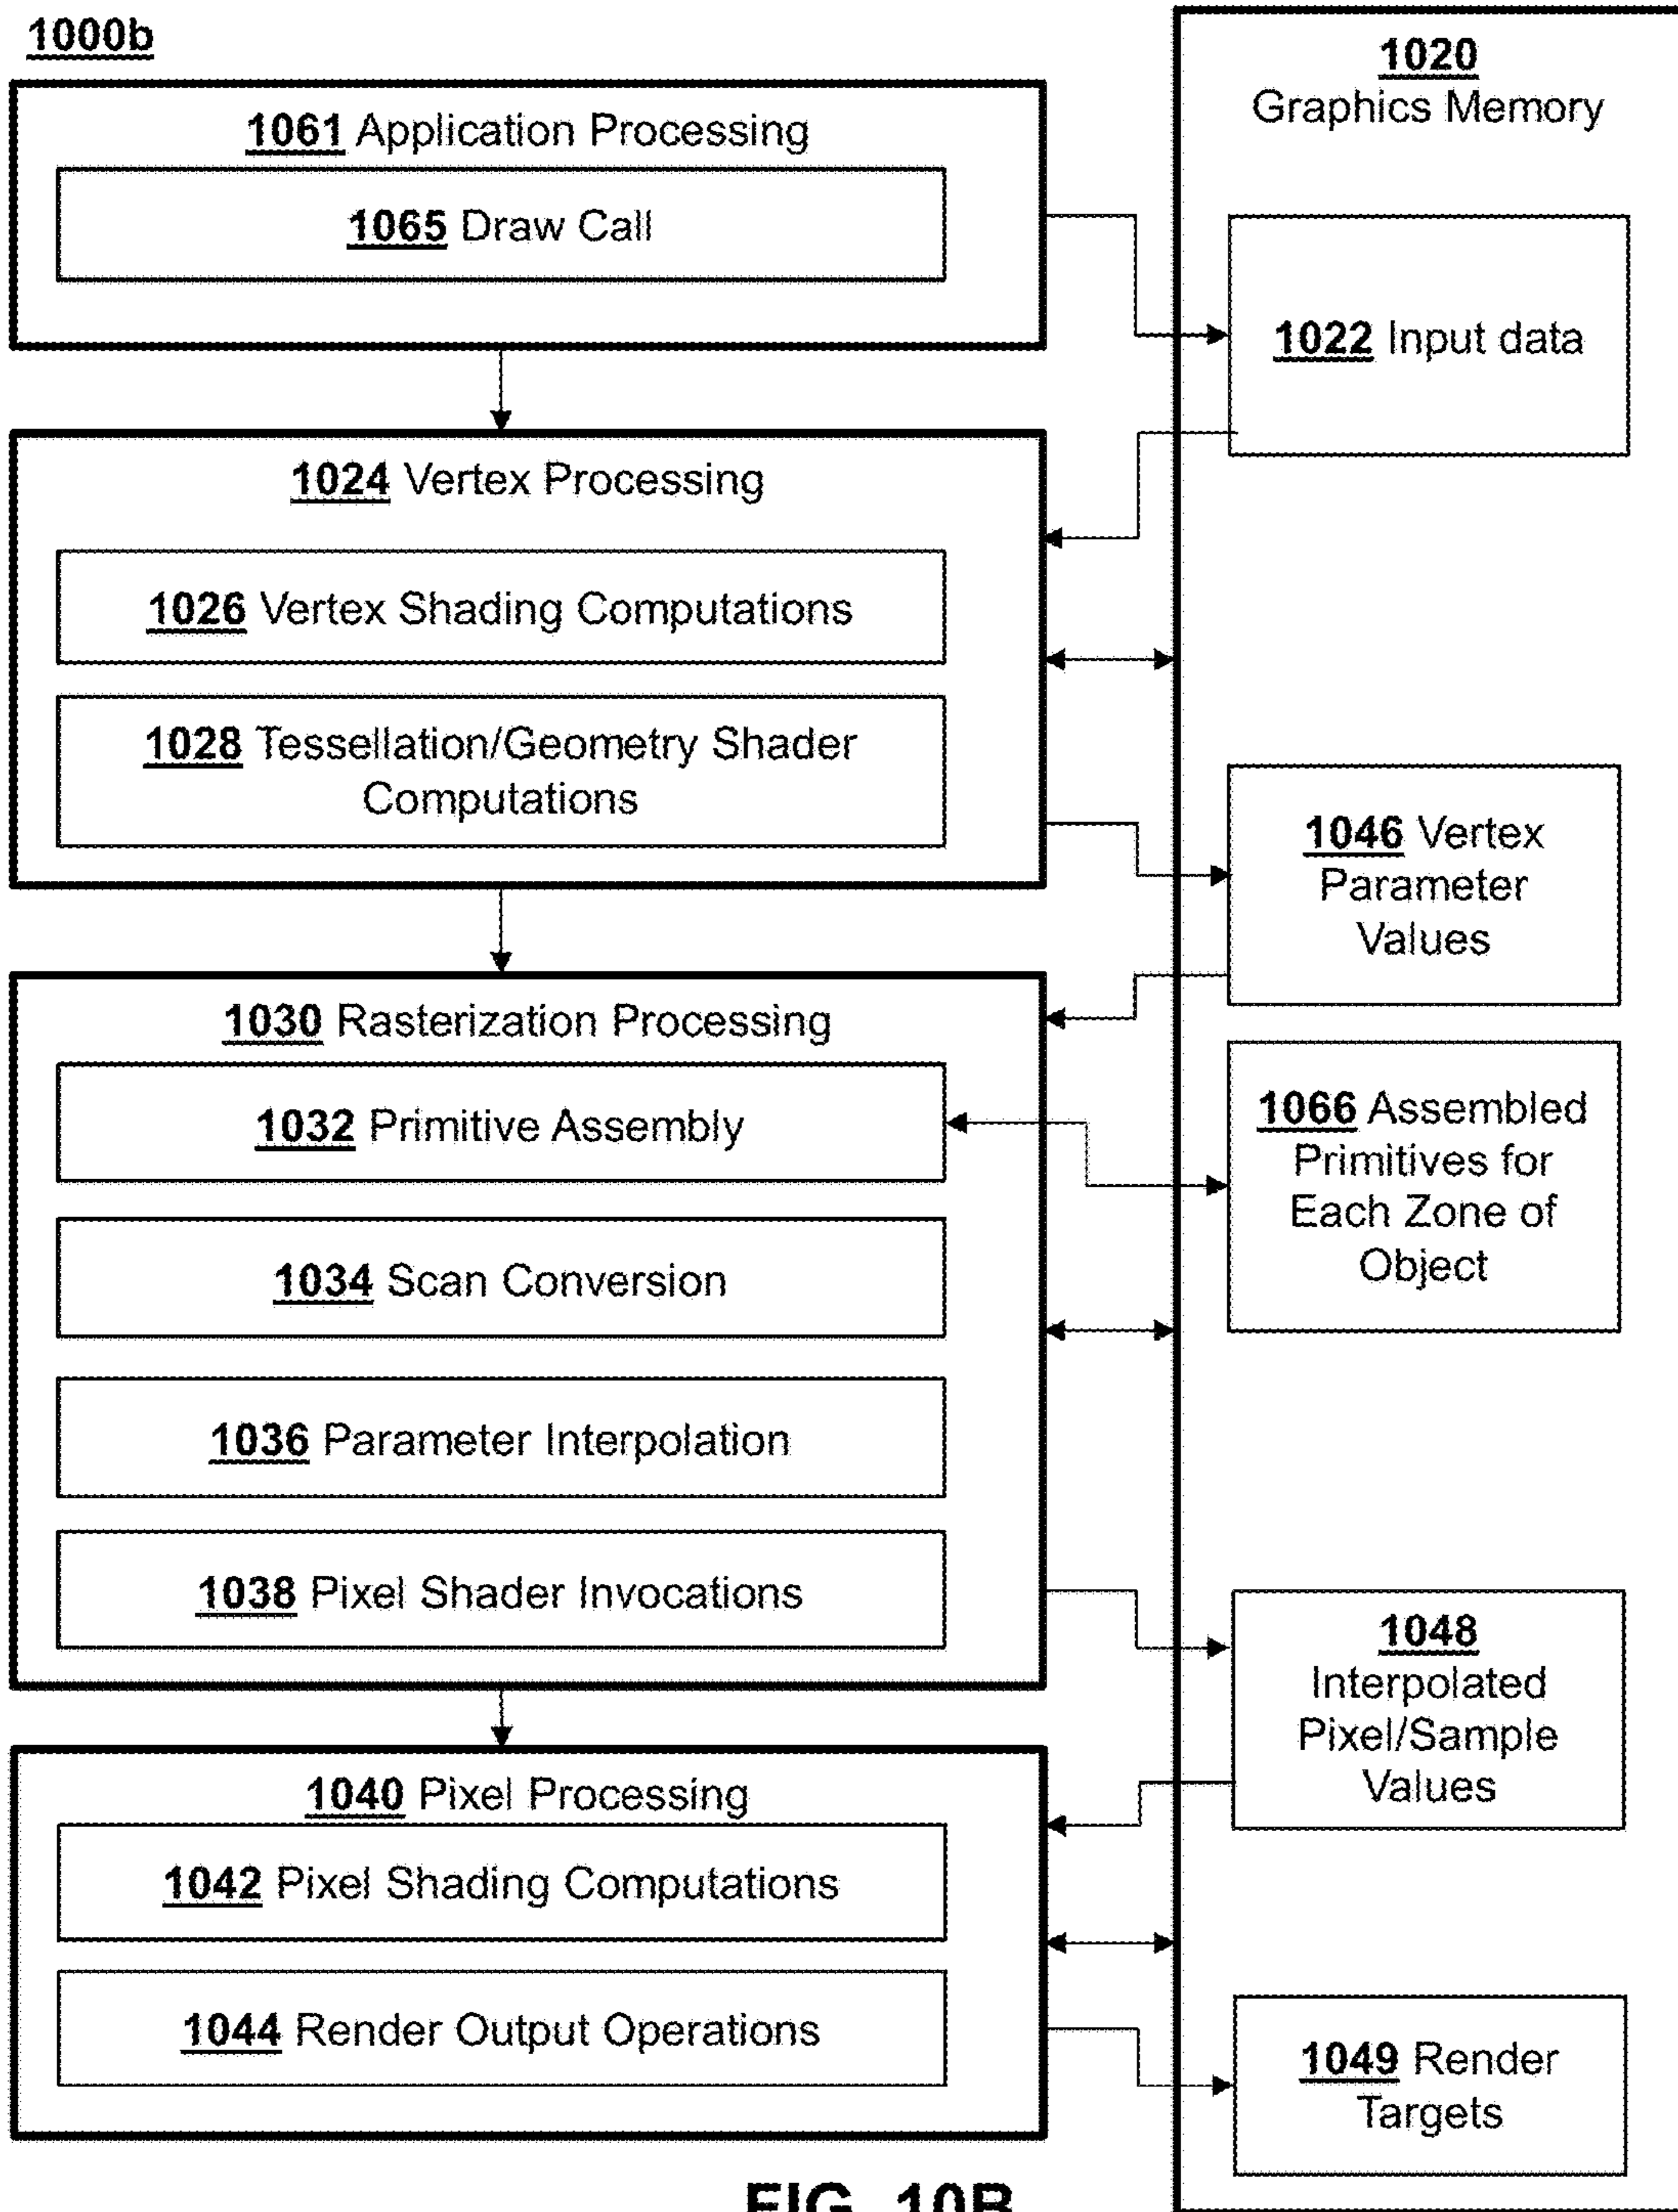 1000b
1061 Application Processing
1065 Draw Call
1024 Vertex Processing
1026 Vertex Shading Computations
1028 Tessellation/Geometry Shader
Computations
1030 Rasterization Processing
1032 Primitive Assembly
1034 Scan Conversion
1036 Parameter Interpolation
1038 Pixel Shader Invocations
1040 Pixel Processing
1042 Pixel Shading Computations
1044 Render Output Operations
1020
Graphics Memory
1022 Input data
1046 Vertex
Parameter
Values
1066 Assembled
Primitives for
Each Zone of
Object
1048
Interpolated
Pixel/Sample
Values
1049 Render
Targets
FIG. 10B